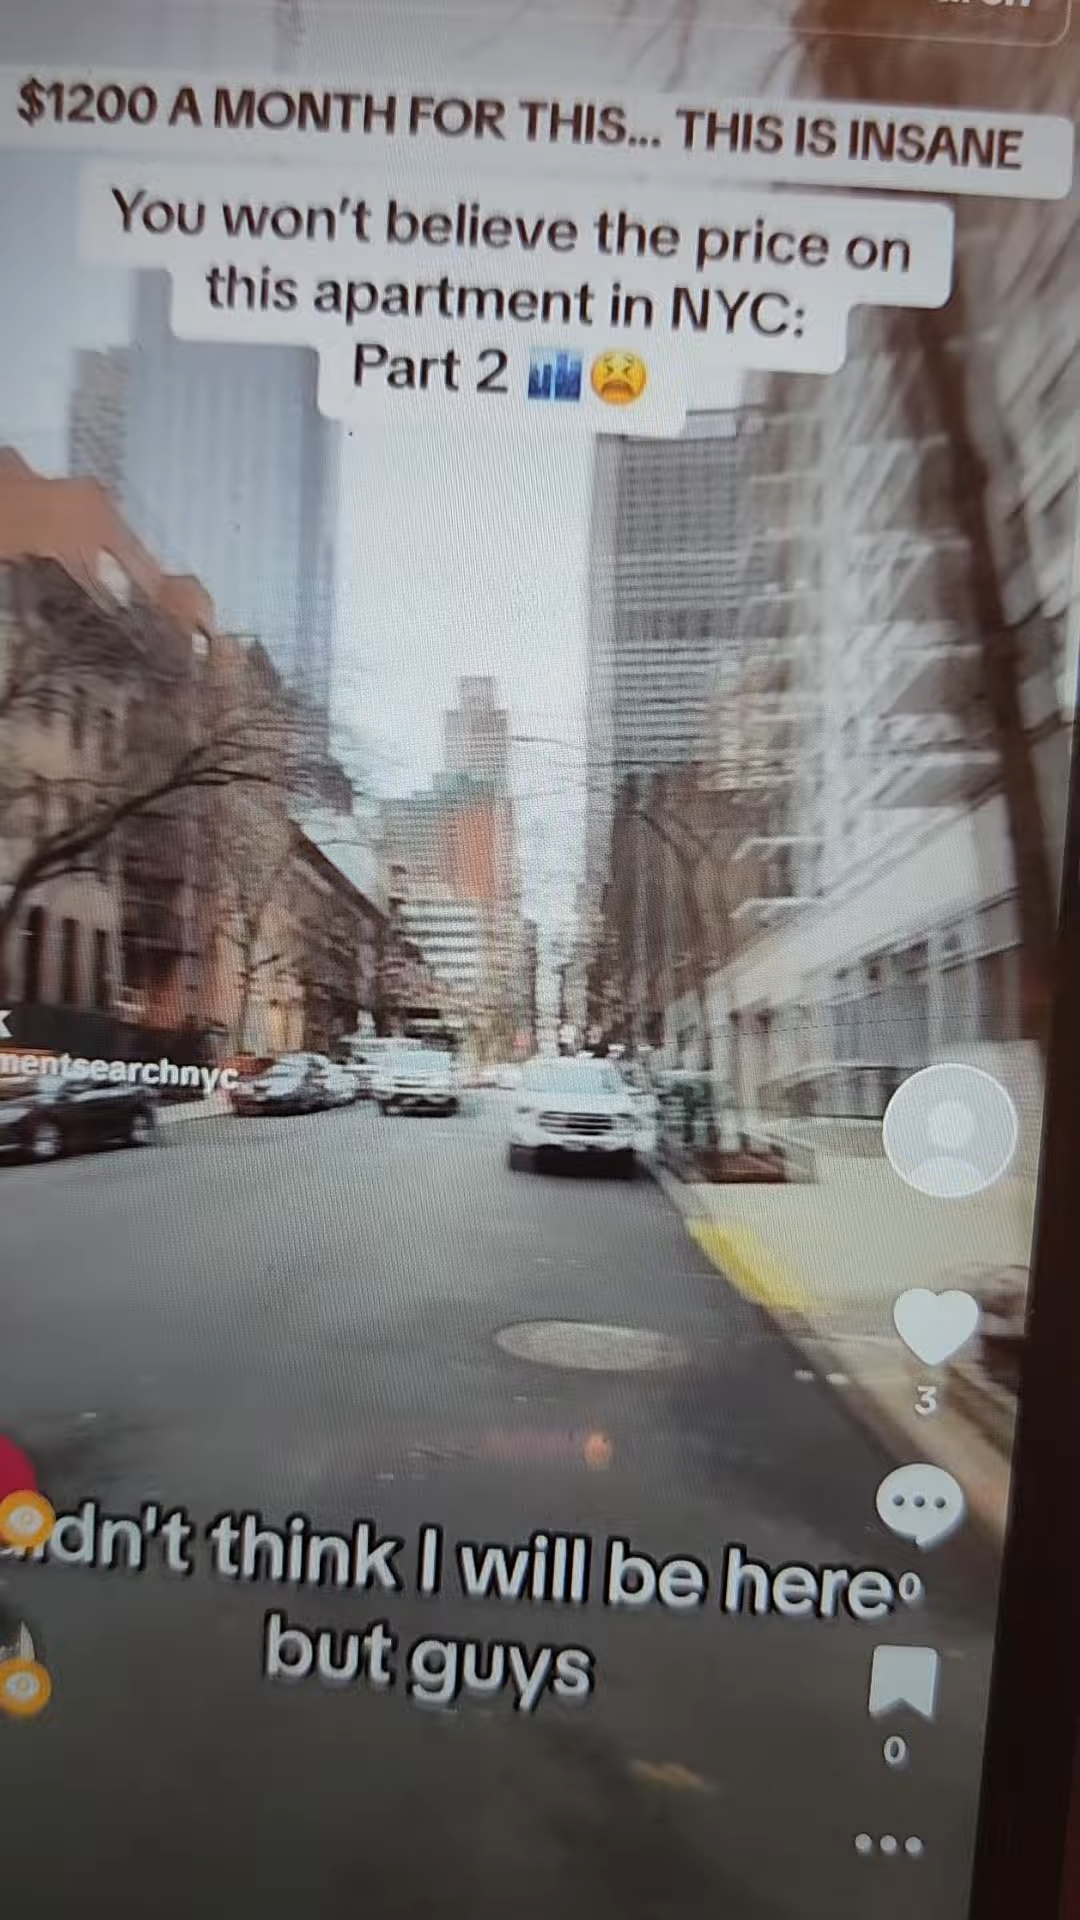 $1200 A MONTH FOR THIS... THIS IS INSANE
You won't believe the price on
this apartment in NYC:
Part 2
mentsearchnyc
3
dn't think I will be here
0
but guys
0